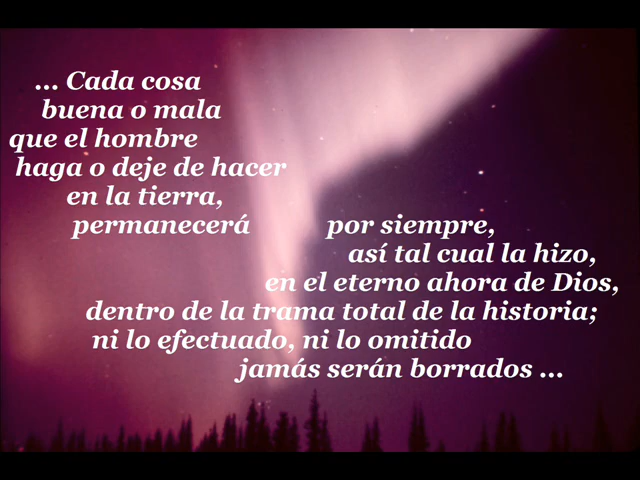 ... Cada cosa
buena o mala
que el hombre
haga o deje de hacer
en la tierra,
permanecerá por siempre,
así tal cual la hizo,
en el eterno ahora de Dios,
dentro de la trama total de la historia;
ni lo efectuado, ni lo omitido
jamás serán borrados ...